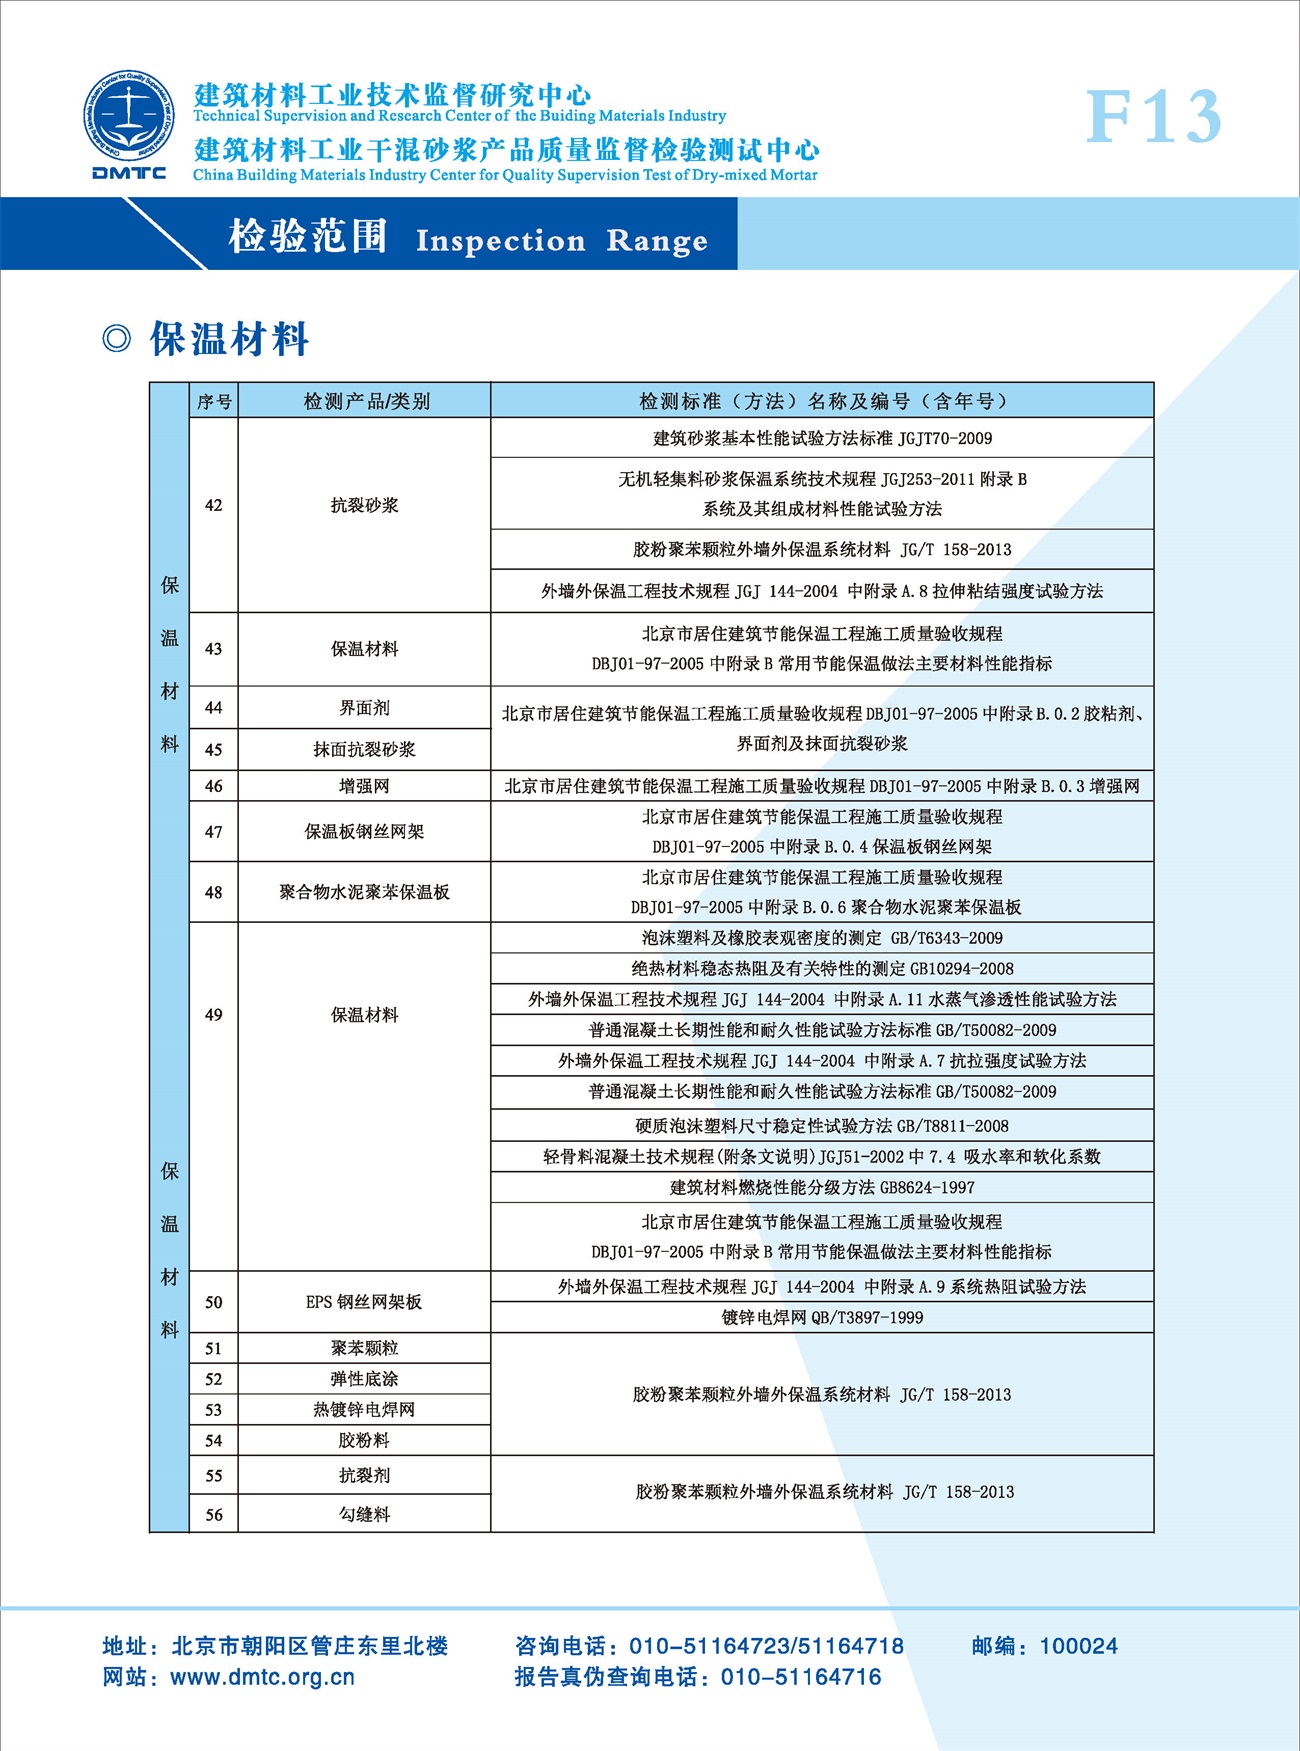 建筑材料工业技术监督研究中心
Technical Supervision and Research Center of the Buiding Materials Industry
建筑材料工业干混砂浆产品质量监督检验测试中心
China Building Materials Industry Center for Quality Supervision Test of Dry-mixed Mortar
DMTC
F13
检验范围 Inspection Range
◎ 保温材料
序号 检测产品/类别 检测标准（方法）名称及编号（含年号）
保温材料
42 抗裂砂浆
建筑砂浆基本性能试验方法标准 JGJT70-2009
无机轻集料砂浆保温系统技术规程 JGJ253-2011 附录 B
系统及其组成材料性能试验方法
胶粉聚苯颗粒外墙外保温系统材料 JG/T 158-2013
外墙外保温工程技术规程 JGJ 144-2004 中附录 A.8 拉伸粘结强度试验方法
43 保温材料
北京市居住建筑节能保温工程施工质量验收规程
DBJ01-97-2005 中附录 B 常用节能保温做法主要材料性能指标
44 界面剂
45 抹面抗裂砂浆
北京市居住建筑节能保温工程施工质量验收规程 DBJ01-97-2005 中附录 B.0.2 胶粘剂、
界面剂及抹面抗裂砂浆
46 增强网 北京市居住建筑节能保温工程施工质量验收规程 DBJ01-97-2005 中附录 B.0.3 增强网
47 保温板钢丝网架
北京市居住建筑节能保温工程施工质量验收规程
DBJ01-97-2005 中附录 B.0.4 保温板钢丝网架
48 聚合物水泥聚苯保温板
北京市居住建筑节能保温工程施工质量验收规程
DBJ01-97-2005 中附录 B.0.6 聚合物水泥聚苯保温板
保温材料
49 保温材料
泡沫塑料及橡胶表观密度的测定 GB/T6343-2009
绝热材料稳态热阻及有关特性的测定 GB10294-2008
外墙外保温工程技术规程 JGJ 144-2004 中附录 A.11 水蒸气渗透性能试验方法
普通混凝土长期性能和耐久性能试验方法标准 GB/T50082-2009
外墙外保温工程技术规程 JGJ 144-2004 中附录 A.7 抗拉强度试验方法
普通混凝土长期性能和耐久性能试验方法标准 GB/T50082-2009
硬质泡沫塑料尺寸稳定性试验方法 GB/T8811-2008
轻骨料混凝土技术规程(附条文说明)JGJ51-2002 中 7.4 吸水率和软化系数
建筑材料燃烧性能分级方法 GB8624-1997
北京市居住建筑节能保温工程施工质量验收规程
DBJ01-97-2005 中附录 B 常用节能保温做法主要材料性能指标
50 EPS 钢丝网架板
外墙外保温工程技术规程 JGJ 144-2004 中附录 A.9 系统热阻试验方法
镀锌电焊网 QB/T3897-1999
51 聚苯颗粒
52 弹性底涂
53 热镀锌电焊网
54 胶粉料
胶粉聚苯颗粒外墙外保温系统材料 JG/T 158-2013
55 抗裂剂
56 勾缝料
胶粉聚苯颗粒外墙外保温系统材料 JG/T 158-2013
地址：北京市朝阳区管庄东里北楼 咨询电话：010-51164723/51164718 邮编：100024
网站：www.dmtc.org.cn 报告真伪查询电话：010-51164716